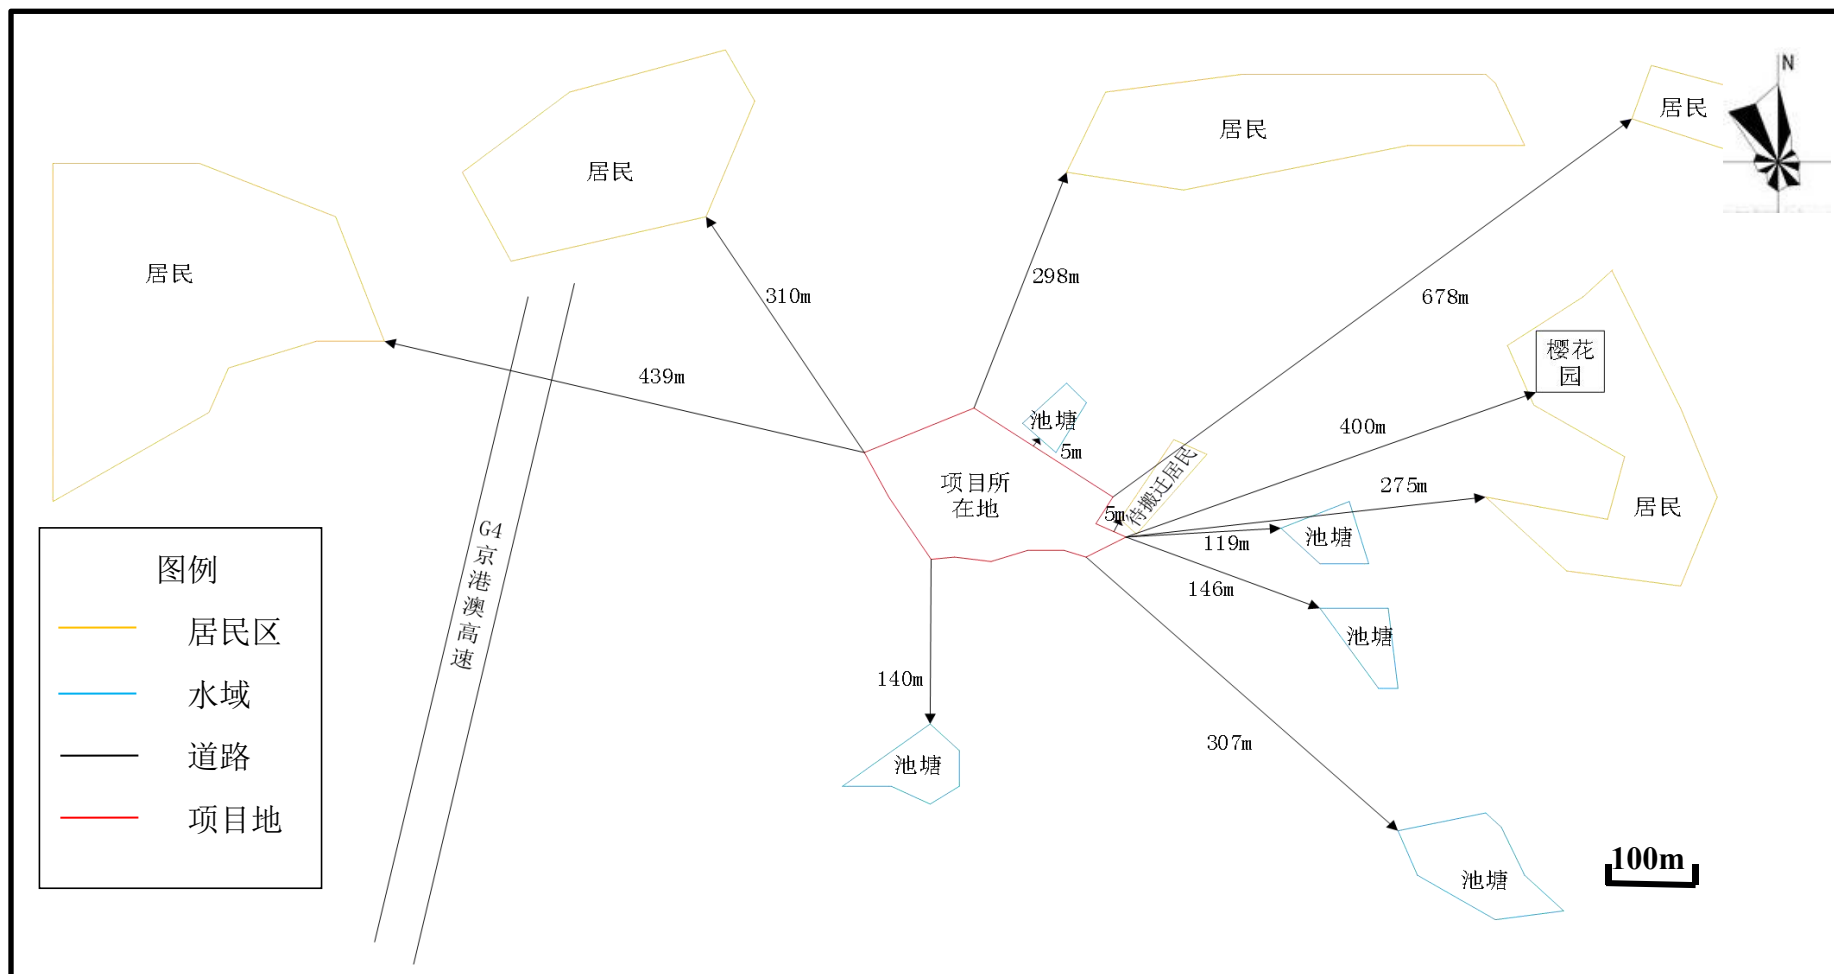 N
居民
居民
居民
居民
居民
298m
678m
310m
439m
樱花
园
400m
池塘
5m
待搬迁居民
275m
居民
项目所
在地
5m
119m
池塘
146m
池塘
G4
京
港
澳
高
速
图例
居民区
水域
道路
项目地
140m
池塘
307m
池塘
100m